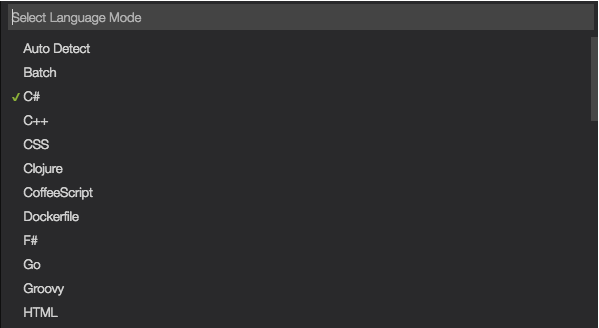 Select Language Mode
Auto Detect
Batch
✓ C#
C++
CSS
Clojure
CoffeeScript
Dockerfile
F#
Go
Groovy
HTML